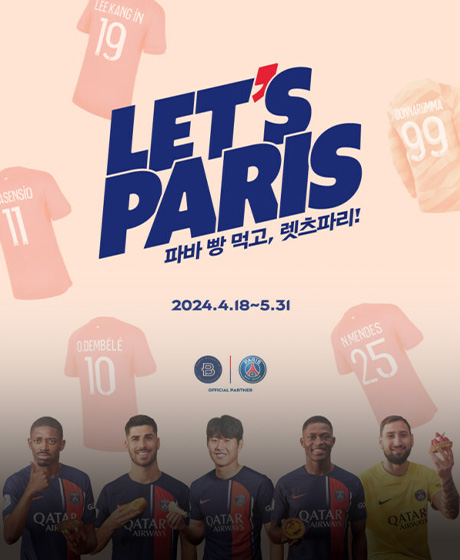 LEE KANG IN
19
LET'S
PARIS
파바 빵 먹고, 렛츠파리!
DONNARUMMA
99
ASENSIO
11
2024.4.18~5.31
O.DEMBÉLÉ
10
N.MENDES
25
B
PARIS
OFFICIAL PARTNER
QATAR
AIRWAYS
QATAR
AIRWAYS
QATAR
AIRWAYS
QATAR
AIRWAYS
QATAR
AIRWAYS